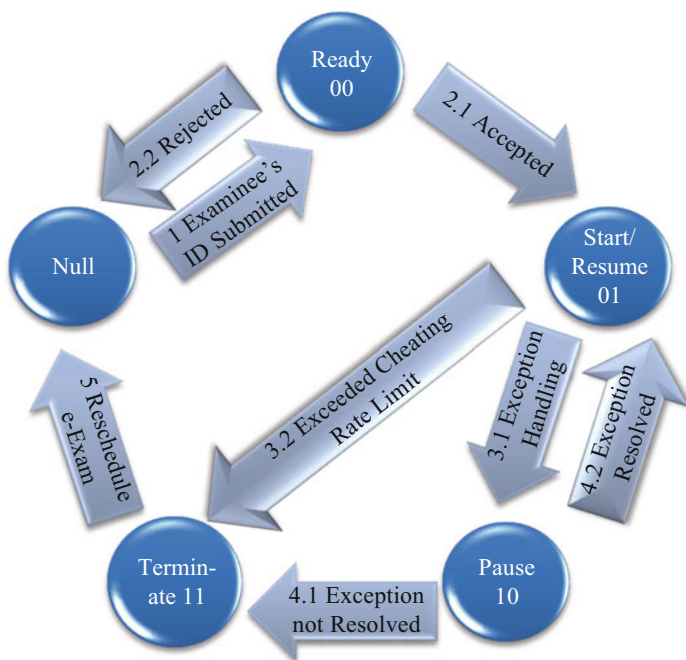 Ready
00
2.2 Rejected
2.1 Accepted
1 Examinee’s
ID Submitted
Null
Start/
Resume
01
3.2 Exceeded Cheating
Rate Limit
3.1 Exception
Handling
4.2 Exception
Resolved
5 Reschedule
e-Exam
Termin-
ate 11
4.1 Exception
not Resolved
Pause
10